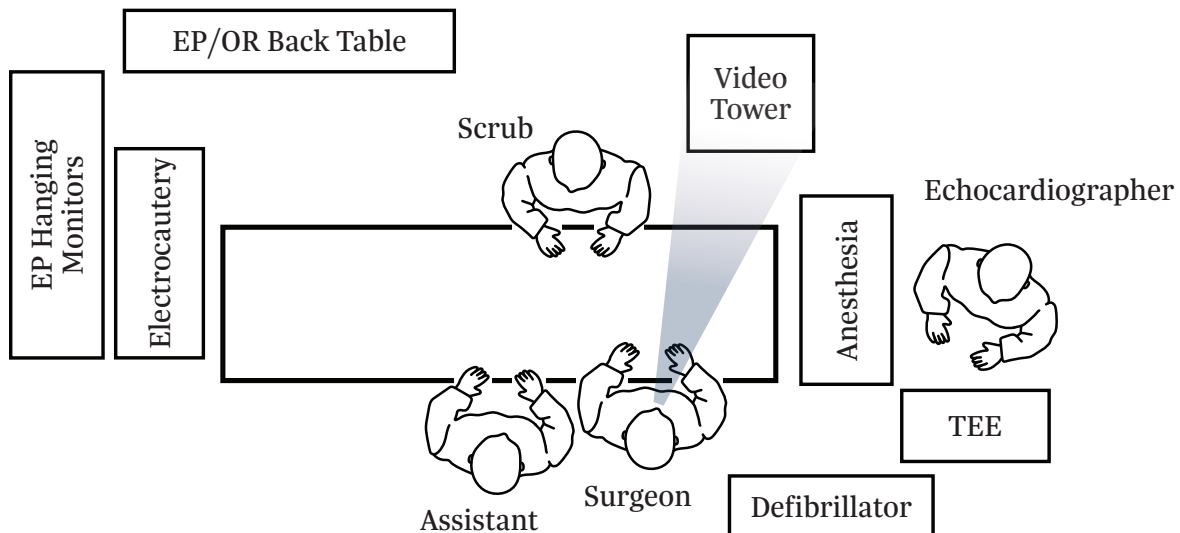 EP/OR Back Table
Video
Tower
Scrub
EP Hanging
Monitors
Electrocautery
Echocardiographer
Anesthesia
TEE
Surgeon
Defibrillator
Assistant